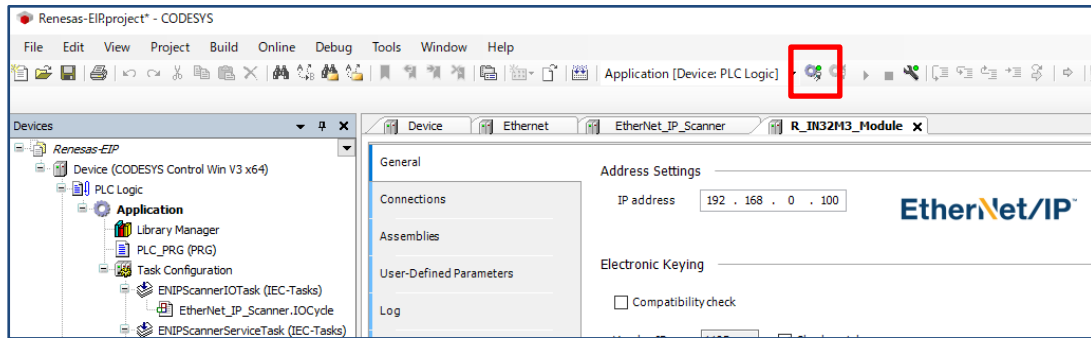 Renesas-EIP.project* - CODESYS
File Edit View Project Build Online Debug Tools Window Help
Application [Device: PLC Logic]
Devices
Device Ethernet EtherNet_IP_Scanner R_IN32M3_Module
Renesas-EIP
Device (CODESYS Control Win V3 x64)
PLC Logic
Application
Library Manager
PLC_PRG (PRG)
Task Configuration
ENIPScannerIOTask (IEC-Tasks)
EtherNet_IP_Scanner.IOCycle
ENIPScannerServiceTask (IEC-Tasks)
General
Connections
Assemblies
User-Defined Parameters
Log
Address Settings
IP address 192 . 168 . 0 . 100
EtherNet/IP™
Electronic Keying
Compatibility check